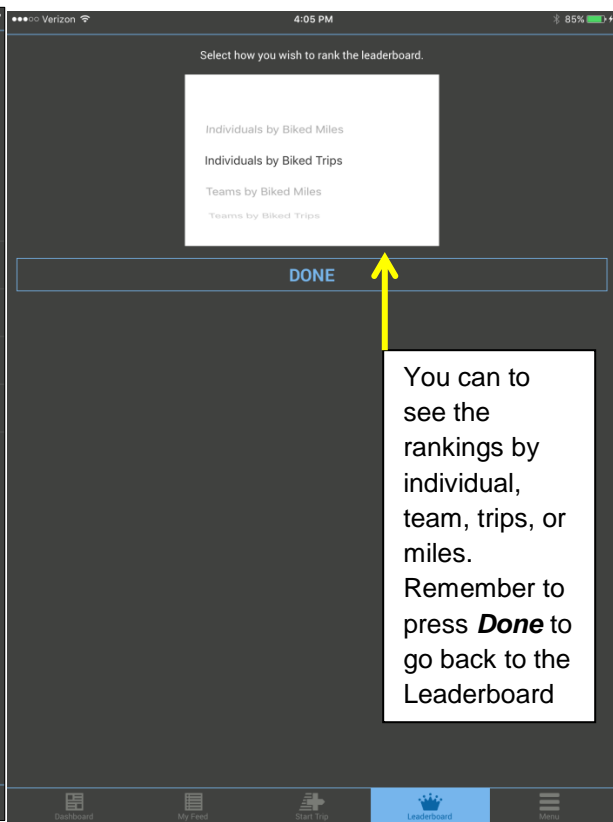 ●●●○○ Verizon 4:05 PM 85%
Select how you wish to rank the leaderboard.
Individuals by Biked Miles
Individuals by Biked Trips
Teams by Biked Miles
Teams by Biked Trips
DONE
You can to
see the
rankings by
individual,
team, trips, or
miles.
Remember to
press Done to
go back to the
Leaderboard
Dashboard My Feed Start Trip Leaderboard Menu